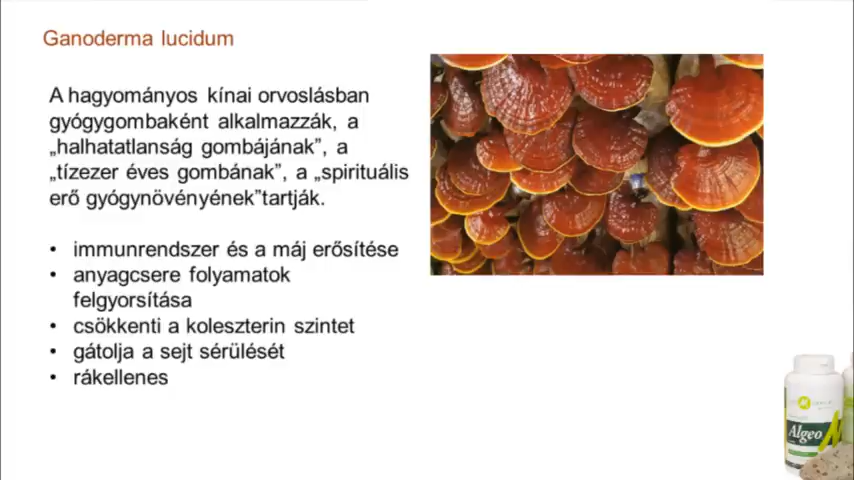 Ganoderma lucidum
A hagyományos kínai orvoslásban
gyógygombaként alkalmazzák, a
„halhatatlanság gombájának”, a
„tízezer éves gombának”, a „spirituális
erő gyógynövényének”tartják.
• immunrendszer és a máj erősítése
• anyagcsere folyamatok
felgyorsítása
• csökkenti a koleszterin szintet
• gátolja a sejt sérülését
• rákellenes
Algeo